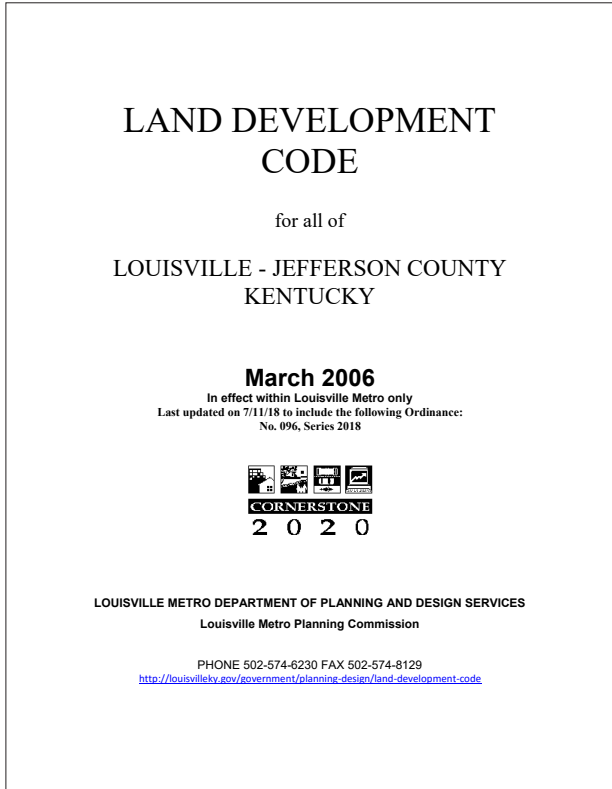 LAND DEVELOPMENT
CODE
for all of
LOUISVILLE - JEFFERSON COUNTY
KENTUCKY
March 2006
In effect within Louisville Metro only
Last updated on 7/11/18 to include the following Ordinance:
No. 096, Series 2018
CORNERSTONE
2 0 2 0
LOUISVILLE METRO DEPARTMENT OF PLANNING AND DESIGN SERVICES
Louisville Metro Planning Commission
PHONE 502-574-6230 FAX 502-574-8129
http://louisvilleky.gov/government/planning-design/land-development-code